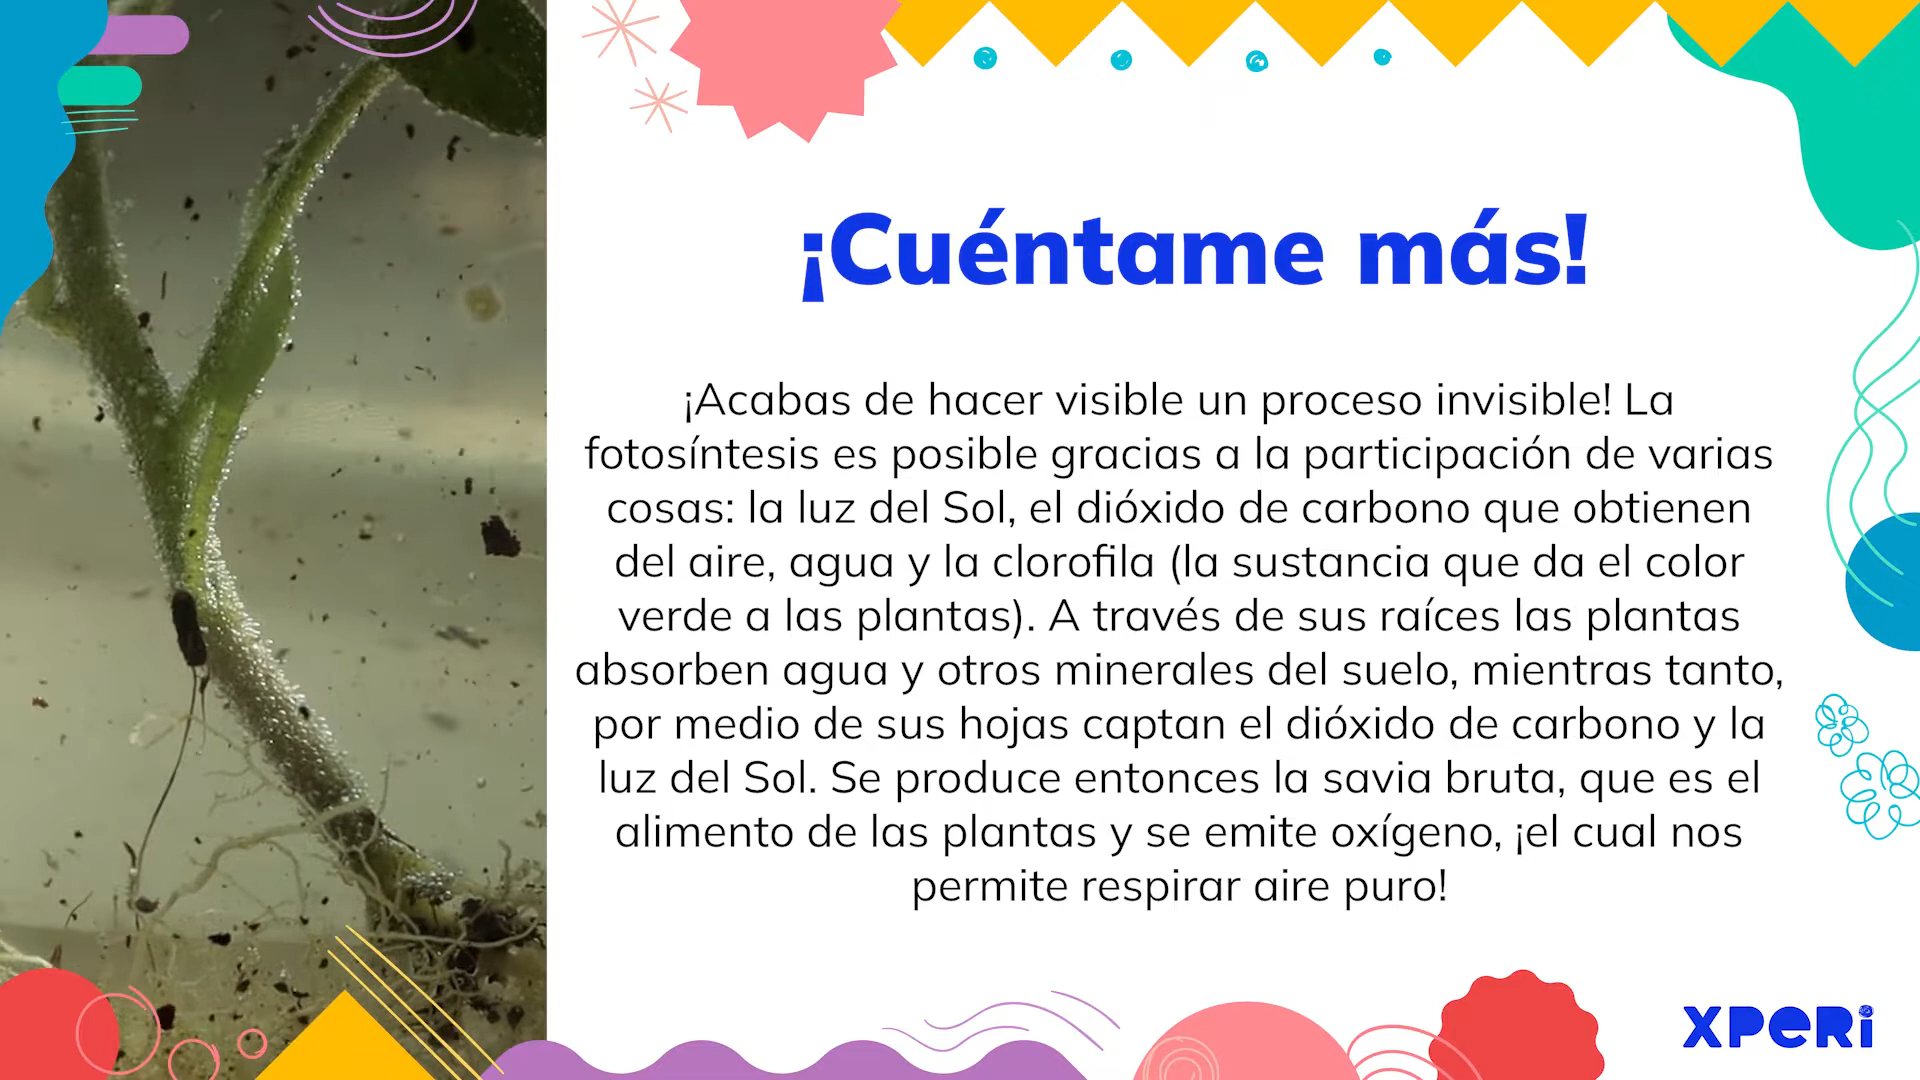 ¡Cuéntame más!
¡Acabas de hacer visible un proceso invisible! La
fotosíntesis es posible gracias a la participación de varias
cosas: la luz del Sol, el dióxido de carbono que obtienen
del aire, agua y la clorofila (la sustancia que da el color
verde a las plantas). A través de sus raíces las plantas
absorben agua y otros minerales del suelo, mientras tanto,
por medio de sus hojas captan el dióxido de carbono y la
luz del Sol. Se produce entonces la savia bruta, que es el
alimento de las plantas y se emite oxígeno, ¡el cual nos
permite respirar aire puro!
XPeRi